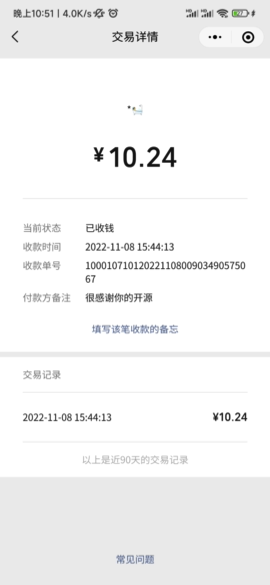 晚上10:51 | 4.0K/s
交易详情
¥10.24
当前状态 已收钱
收款时间 2022-11-08 15:44:13
收款单号 100010710120221108009034905750
67
付款方备注 很感谢你的开源
填写该笔收款的备忘
交易记录
2022-11-08 15:44:13 ¥10.24
以上是近90天的交易记录
常见问题